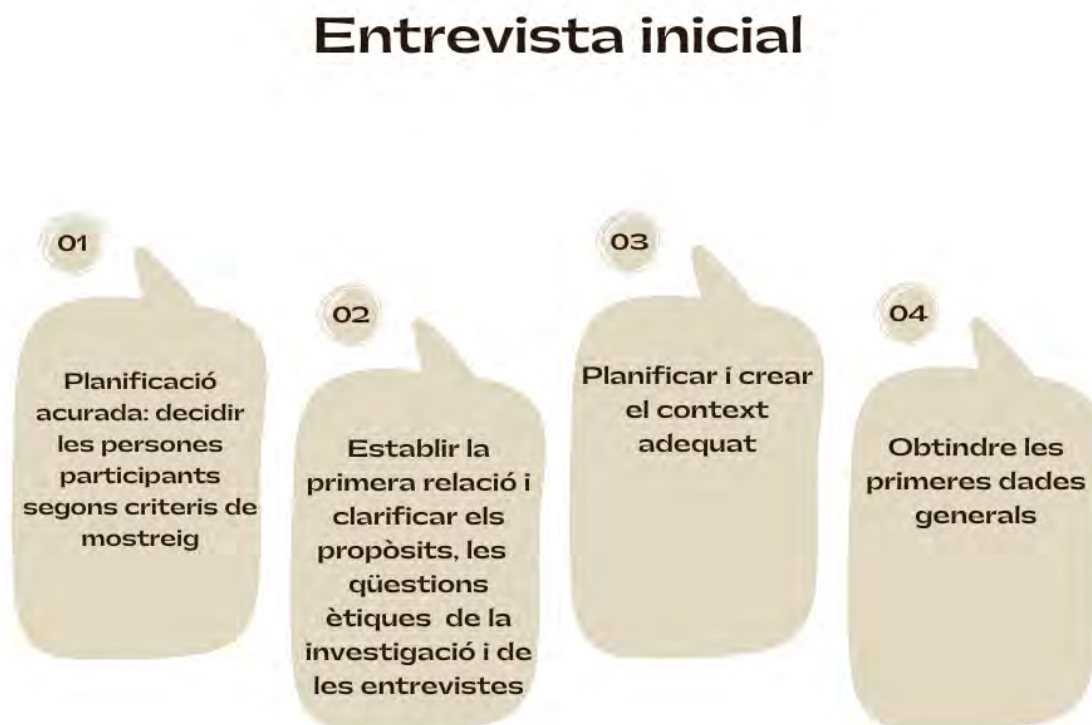 Entrevista inicial
01
Planificació
acurada: decidir
les persones
participants
segons criteris de
mostreig
02
Establir la
primera relació i
clarificar els
propòsits, les
qüestions
ètiques  de la
investigació i de
les entrevistes
03
Planificar i crear
el context
adequat
04
Obtindre les
primeres dades
generals